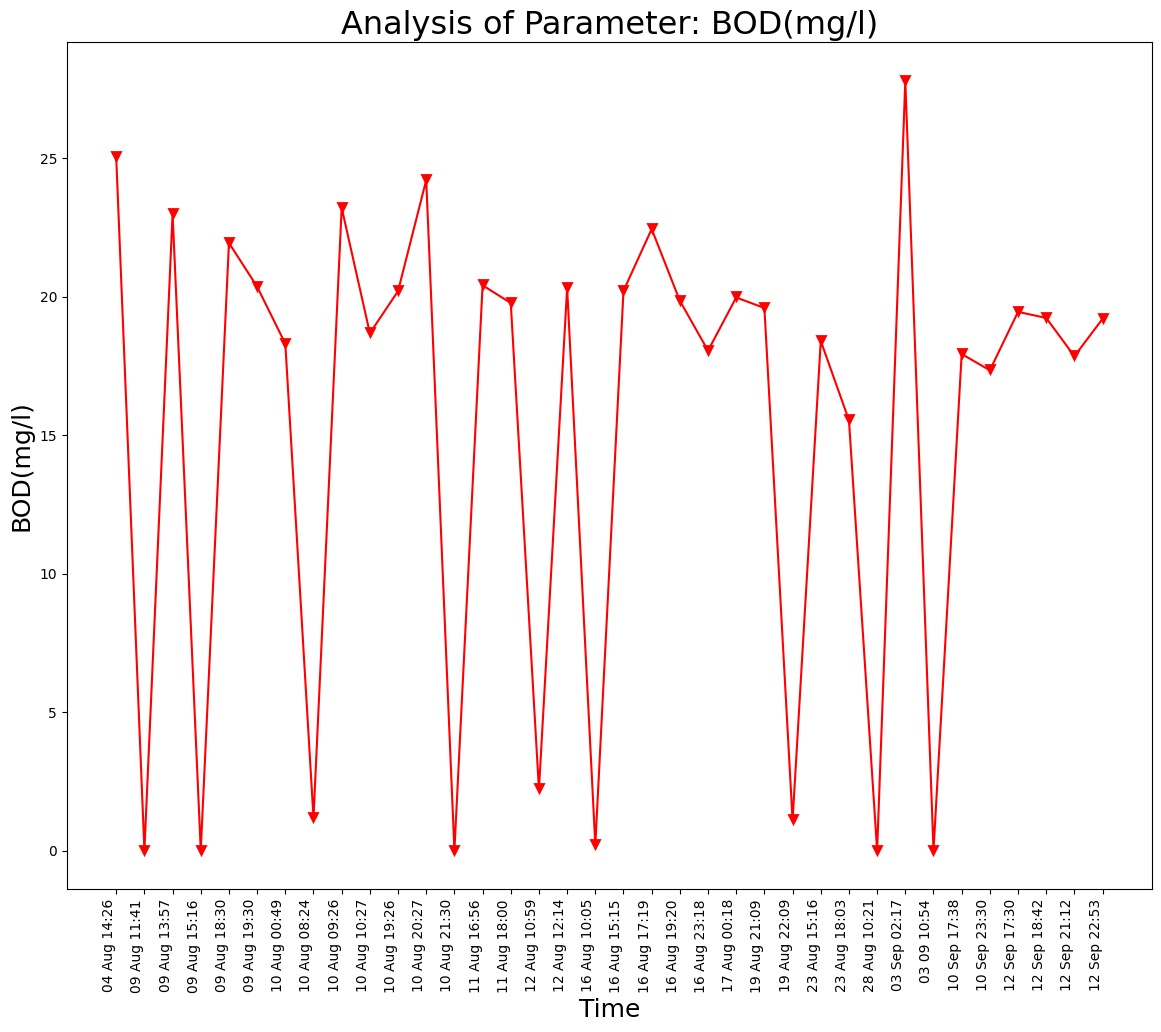 Analysis of Parameter: BOD(mg/l)
BOD(mg/l)
25
20
15
10
5
0
04 Aug 14:26
09 Aug 11:41
09 Aug 13:57
09 Aug 15:16
09 Aug 18:30
09 Aug 19:30
10 Aug 00:49
10 Aug 08:24
10 Aug 09:26
10 Aug 10:27
10 Aug 19:26
10 Aug 20:27
10 Aug 21:30
11 Aug 16:56
11 Aug 18:00
12 Aug 10:59
12 Aug 12:14
16 Aug 10:05
16 Aug 15:15
16 Aug 17:19
16 Aug 19:20
16 Aug 23:18
17 Aug 00:18
19 Aug 21:09
19 Aug 22:09
23 Aug 15:16
23 Aug 18:03
28 Aug 10:21
03 Sep 02:17
03 09 10:54
10 Sep 17:38
10 Sep 23:30
12 Sep 17:30
12 Sep 18:42
12 Sep 21:12
12 Sep 22:53
Time